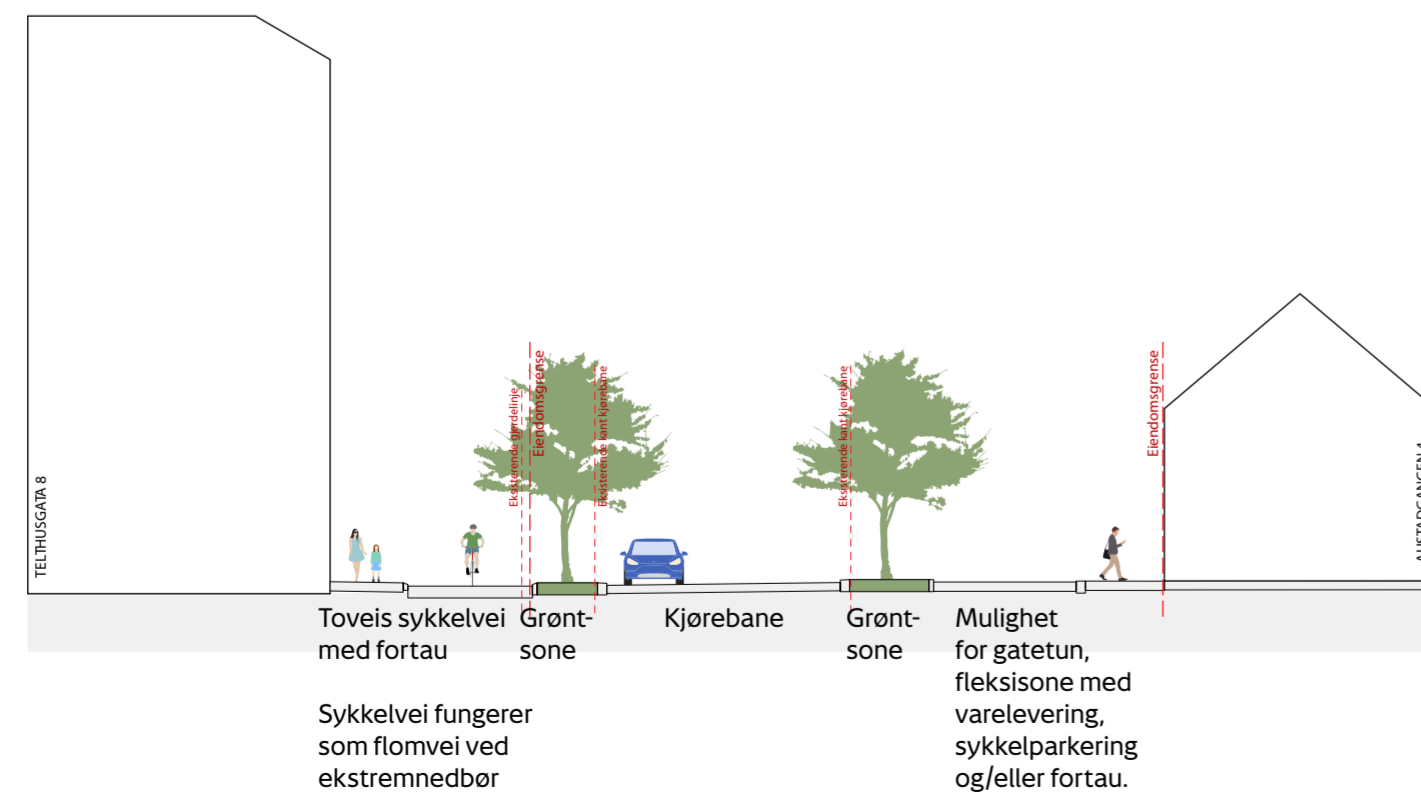 TELTHUSGATA 8
Eksisterende gjerdelinje
Eiendomsgrense
Eksisterende kant kjørebane
Eksisterende kant kjørebane
Eiendomsgrense
Toveis sykkelvei
med fortau
Sykkelvei fungerer
som flomvei ved
ekstremnedbør
Grønt-
sone
Kjørebane
Grønt-
sone
Mulighet
for gatetun,
fleksisone med
varelevering,
sykkelparkering
og/eller fortau.